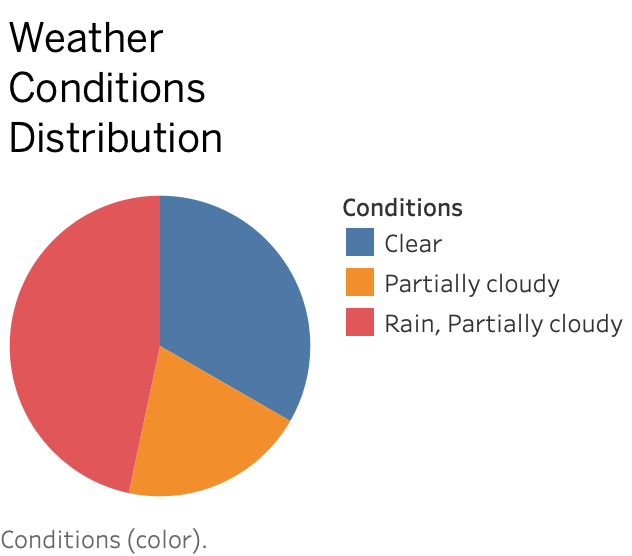 Weather
Conditions
Distribution
Conditions
Clear
Partially cloudy
Rain, Partially cloudy
Conditions (color).